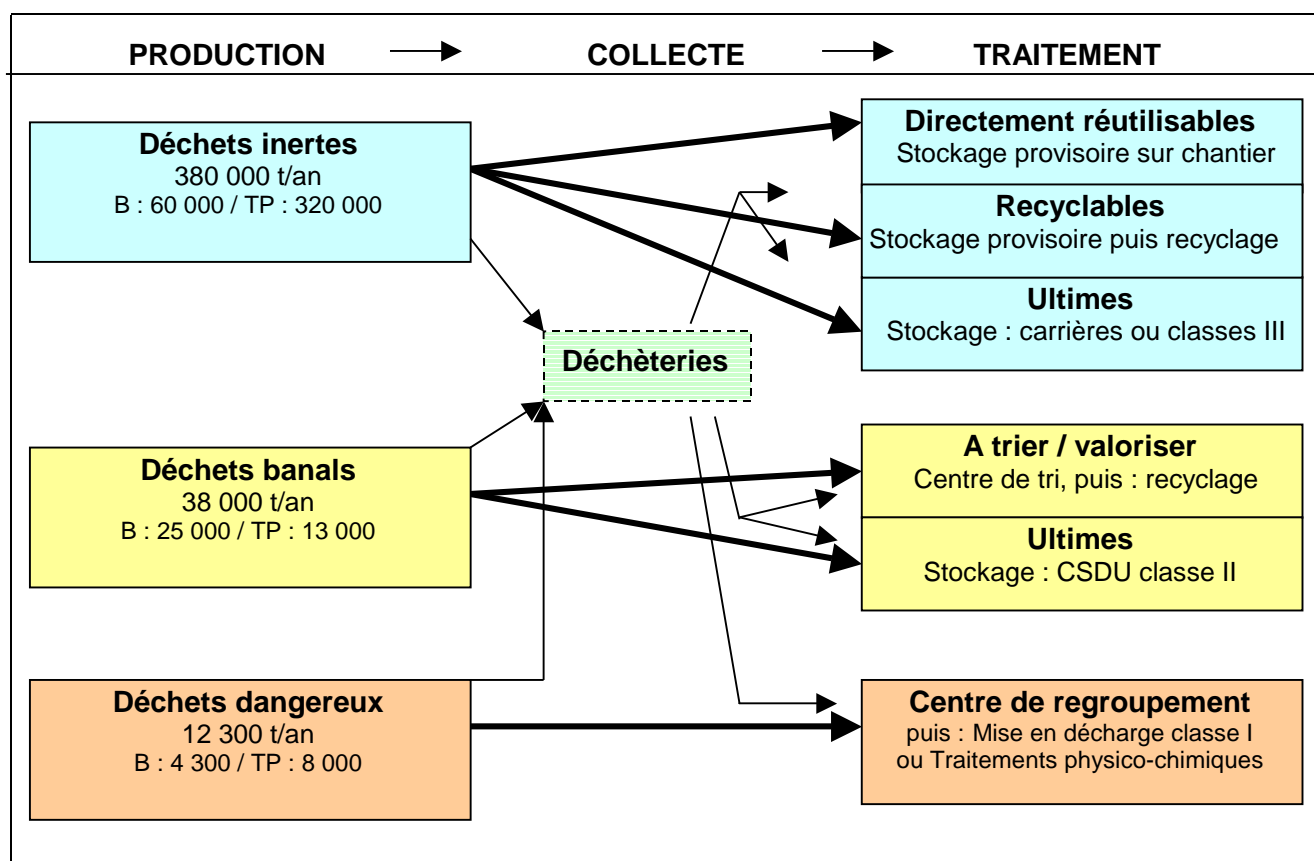 PRODUCTION COLLECTE TRAITEMENT
Déchets inertes
380 000 t/an
B : 60 000 / TP : 320 000
Directement réutilisables
Stockage provisoire sur chantier
Recyclables
Stockage provisoire puis recyclage
Ultimes
Stockage : carrières ou classes III
Déchèteries
Déchets banals
38 000 t/an
B : 25 000 / TP : 13 000
A trier / valoriser
Centre de tri, puis : recyclage
Ultimes
Stockage : CSDU classe II
Déchets dangereux
12 300 t/an
B : 4 300 / TP : 8 000
Centre de regroupement
puis : Mise en décharge classe I
ou Traitements physico-chimiques